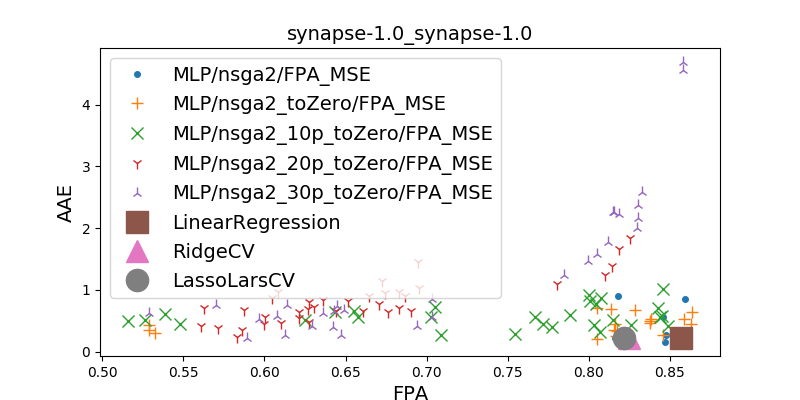 synapse-1.0_synapse-1.0
MLP/nsga2/FPA_MSE
MLP/nsga2_toZero/FPA_MSE
MLP/nsga2_10p_toZero/FPA_MSE
MLP/nsga2_20p_toZero/FPA_MSE
MLP/nsga2_30p_toZero/FPA_MSE
LinearRegression
RidgeCV
LassoLarsCV
AAE
4
3
2
1
0
0.50 0.55 0.60 0.65 0.70 0.75 0.80 0.85
FPA